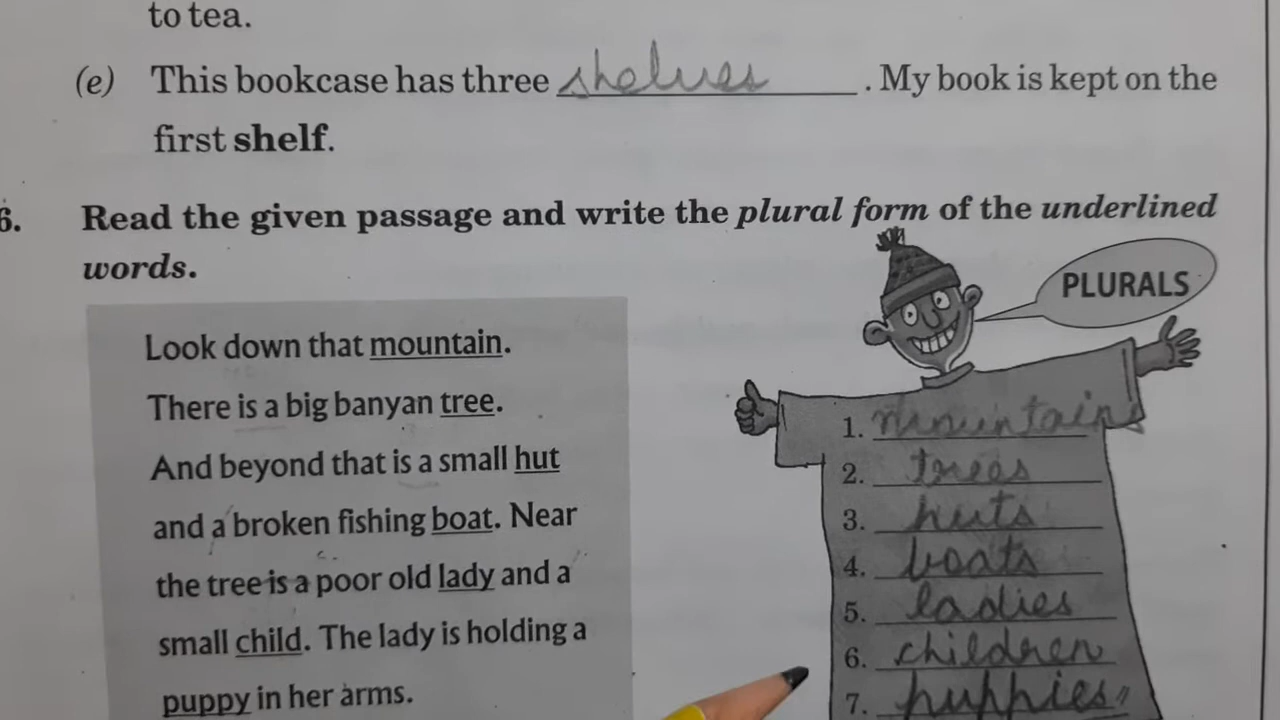 to tea.
(e) This bookcase has three shelves. My book is kept on the
first shelf.
6. Read the given passage and write the plural form of the underlined
words.
PLURALS
Look down that mountain.
There is a big banyan tree.
And beyond that is a small hut
and a broken fishing boat. Near
the tree is a poor old lady and a
small child. The lady is holding a
puppy in her arms.
1. mountains
2. trees
3. huts
4. boats
5. ladies
6. children
7. puppies